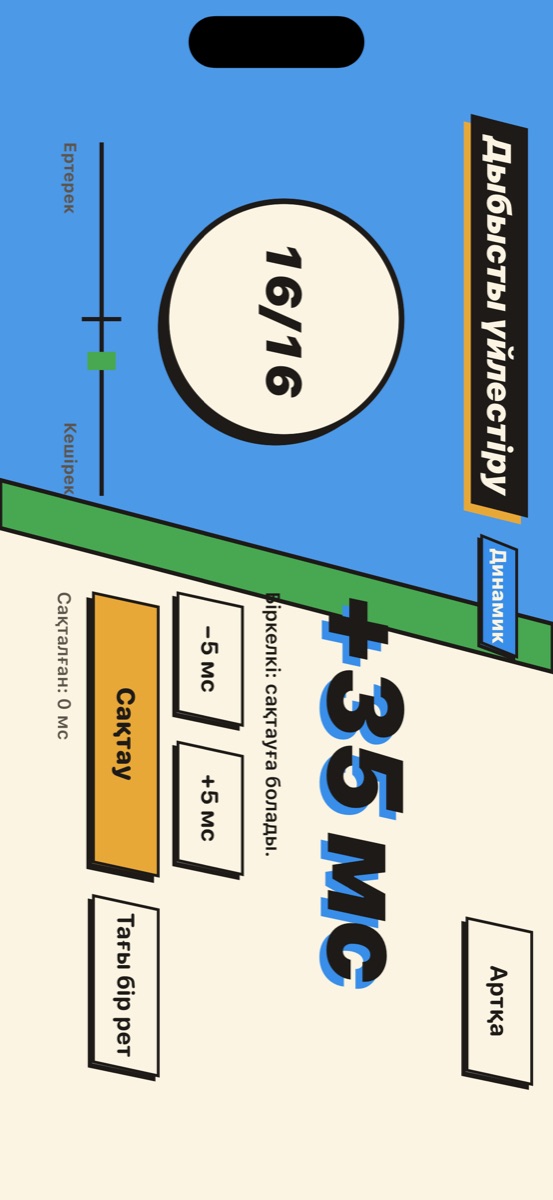 Дыбысты үйлестіру
Динамик
Артқа
16/16
+35 мс
Біркелкі: сақтауға болады.
−5 мс
+5 мс
Ертерек
Кешірек
Сақтау
Тағы бір рет
Сақталған: 0 мс